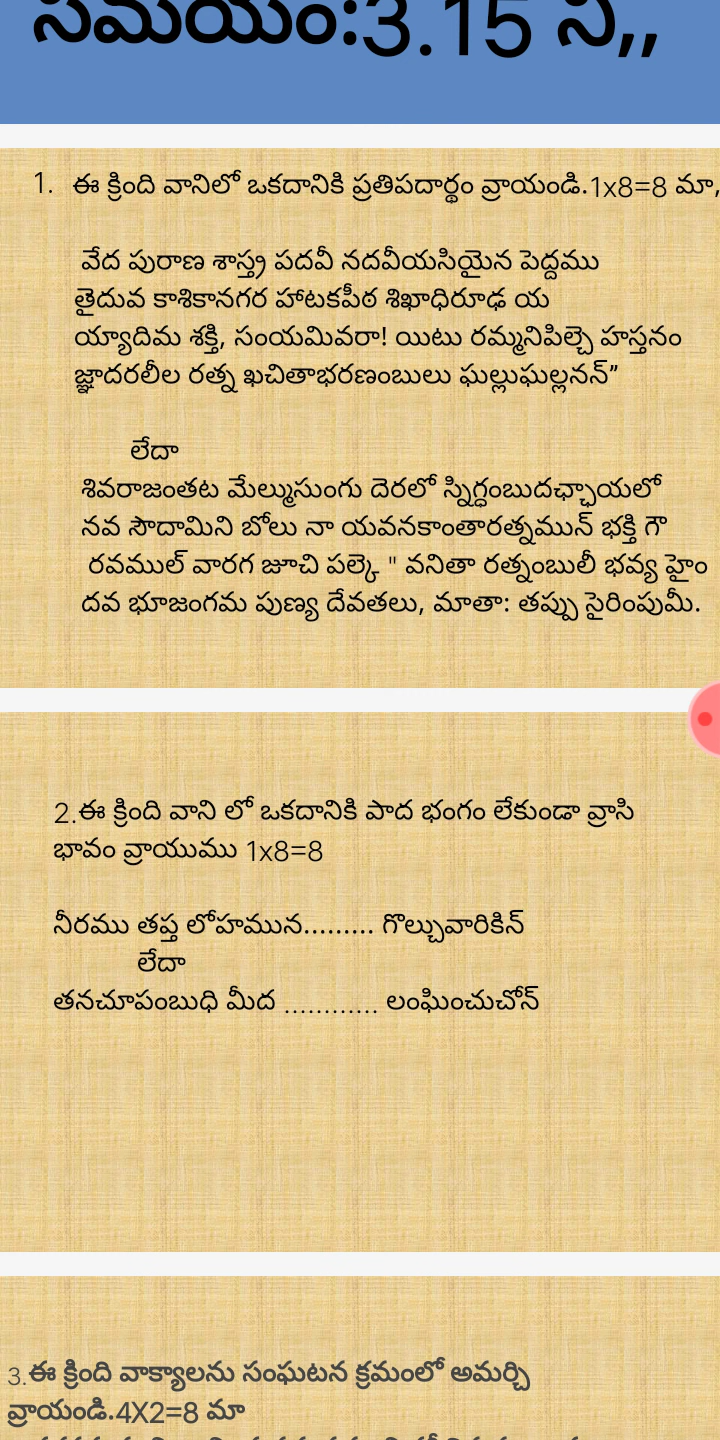 సమయం:3.15 ని,,
1. ఈ క్రింది వానిలో ఒకదానికి ప్రతిపదార్థం వ్రాయండి.1x8=8 మా,
వేద పురాణ శాస్త్ర పదవీ నదవీయసియైన పెద్దము
తైదువ కాశికానగర హాటకపీఠ శిఖాధిరూఢ య
య్యాదిమ శక్తి, సంయమివరా! యిటు రమ్మనిపిల్చె హస్తనం
జ్ఞాదరలీల రత్న ఖచితాభరణంబులు ఘల్లుఘల్లనన్”
లేదా
శివరాజంతట మేల్ముసుంగు దెరలో స్నిగ్ధంబుదఛ్ఛాయలో
నవ సౌదామిని బోలు నా యవనకాంతారత్నమున్ భక్తి గౌ
రవముల్ వారగ జూచి పల్కె " వనితా రత్నంబులీ భవ్య హైం
దవ భూజంగమ పుణ్య దేవతలు, మాతా: తప్పు సైరింపుమీ.
2.ఈ క్రింది వాని లో ఒకదానికి పాద భంగం లేకుండా వ్రాసి
భావం వ్రాయుము 1x8=8
నీరము తప్త లోహమున......... గొల్చువారికిన్
లేదా
తనచూపంబుధి మీద ............ లంఘించుచోన్
3.ఈ క్రింది వాక్యాలను సంఘటన క్రమంలో అమర్చి
వ్రాయండి.4X2=8 మా